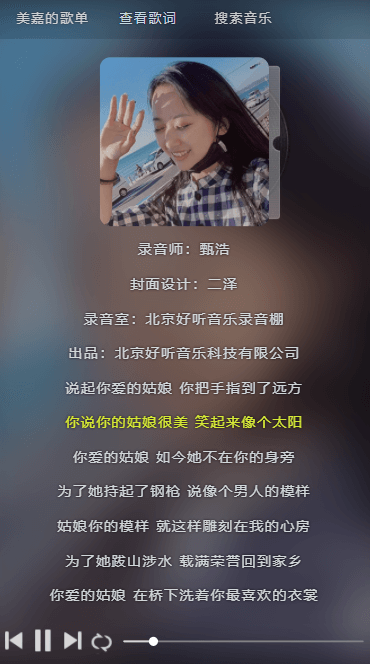 美嘉的歌单 查看歌词 搜索音乐
录音师：甄浩
封面设计：二泽
录音室：北京好听音乐录音棚
出品：北京好听音乐科技有限公司
说起你爱的姑娘 你把手指到了远方
你说你的姑娘很美 笑起来像个太阳
你爱的姑娘 如今她不在你的身旁
为了她持起了钢枪 说像个男人的模样
姑娘你的模样 就这样雕刻在我的心房
为了她跋山涉水 载满荣誉回到家乡
你爱的姑娘 在桥下洗着你最喜欢的衣裳